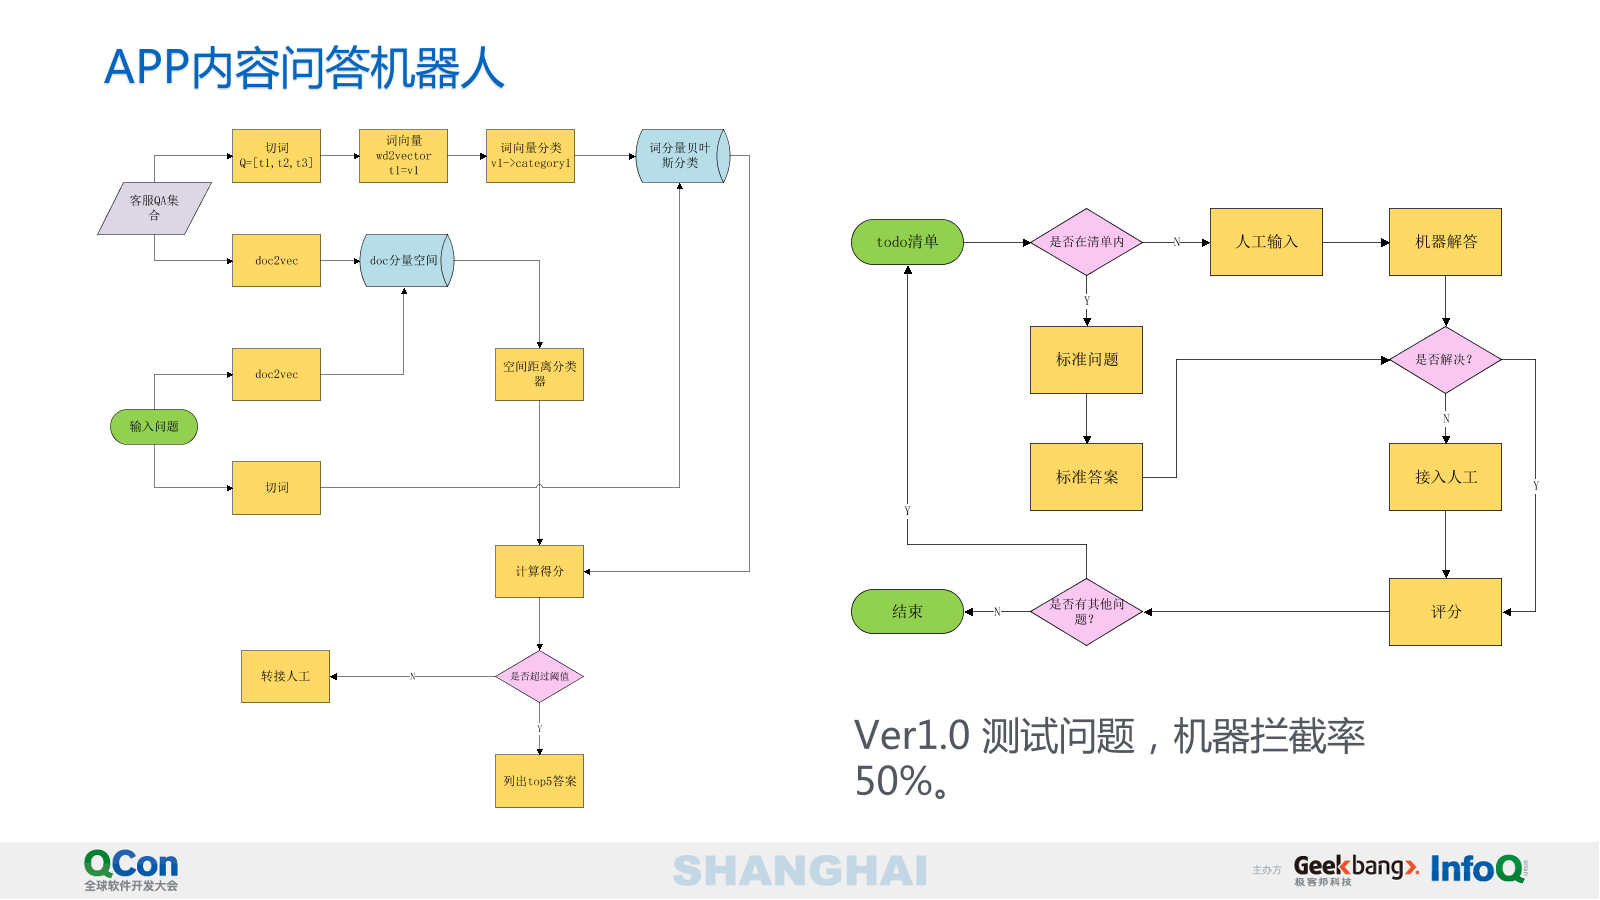 APP内容问答机器人
切词
Q=[t1,t2,t3]
词向量
wd2vector
t1=v1
词向量分类
v1->category1
词分量贝叶
斯分类
客服QA集
合
doc2vec
doc分量空间
doc2vec
空间距离分类
器
输入问题
切词
计算得分
是否超过阈值
N
转接人工
Y
列出top5答案
todo清单
是否在清单内
N
人工输入
机器解答
Y
标准问题
是否解决?
标准答案
N
接入人工
Y
Y
评分
是否有其他问
题?
N
结束
Ver1.0 测试问题，机器拦截率
50%。
QCon
全球软件开发大会
SHANGHAI
主办方
Geekbang>.
极客邦科技
InfoQ